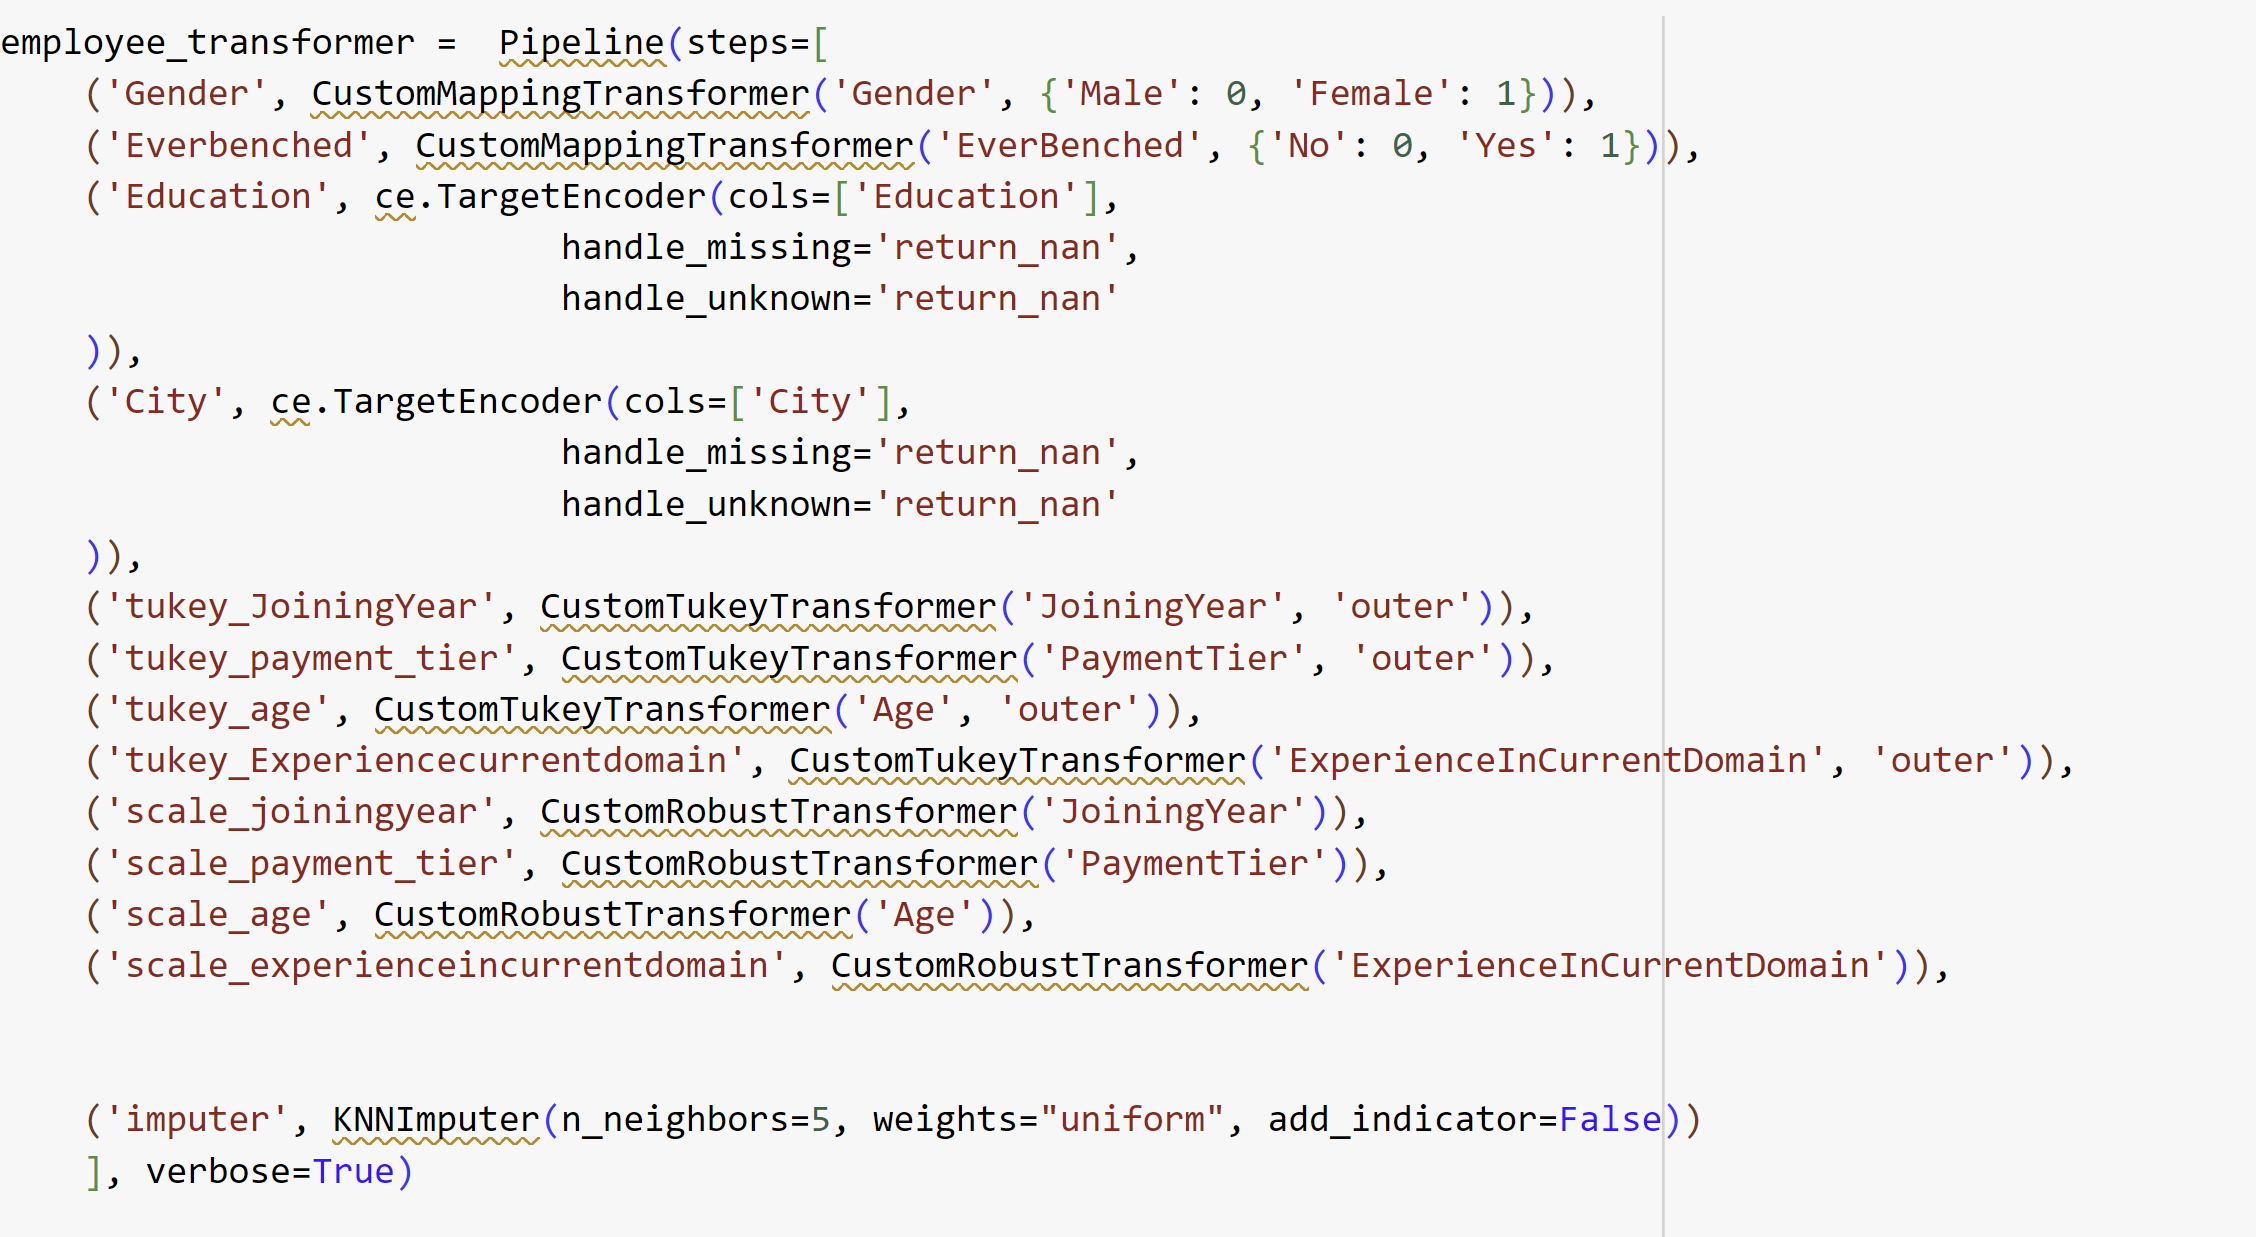 employee_transformer =  Pipeline(steps=[
    ('Gender', CustomMappingTransformer('Gender', {'Male': 0, 'Female': 1})),
    ('Everbenched', CustomMappingTransformer('EverBenched', {'No': 0, 'Yes': 1})),
    ('Education', ce.TargetEncoder(cols=['Education'],
                           handle_missing='return_nan',
                           handle_unknown='return_nan'
    )),
    ('City', ce.TargetEncoder(cols=['City'],
                           handle_missing='return_nan',
                           handle_unknown='return_nan'
    )),
    ('tukey_JoiningYear', CustomTukeyTransformer('JoiningYear', 'outer')),
    ('tukey_payment_tier', CustomTukeyTransformer('PaymentTier', 'outer')),
    ('tukey_age', CustomTukeyTransformer('Age', 'outer')),
    ('tukey_Experiencecurrentdomain', CustomTukeyTransformer('ExperienceInCurrentDomain', 'outer')),
    ('scale_joiningyear', CustomRobustTransformer('JoiningYear')),
    ('scale_payment_tier', CustomRobustTransformer('PaymentTier')),
    ('scale_age', CustomRobustTransformer('Age')),
    ('scale_experienceincurrentdomain', CustomRobustTransformer('ExperienceInCurrentDomain')),
    ('imputer', KNNImputer(n_neighbors=5, weights="uniform", add_indicator=False))
    ], verbose=True)